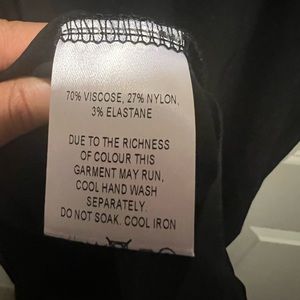 70% VISCOSE, 27% NYLON,
3% ELASTANE
DUE TO THE RICHNESS
OF COLOUR THIS
GARMENT MAY RUN,
COOL HAND WASH
SEPARATELY.
DO NOT SOAK. COOL IRON